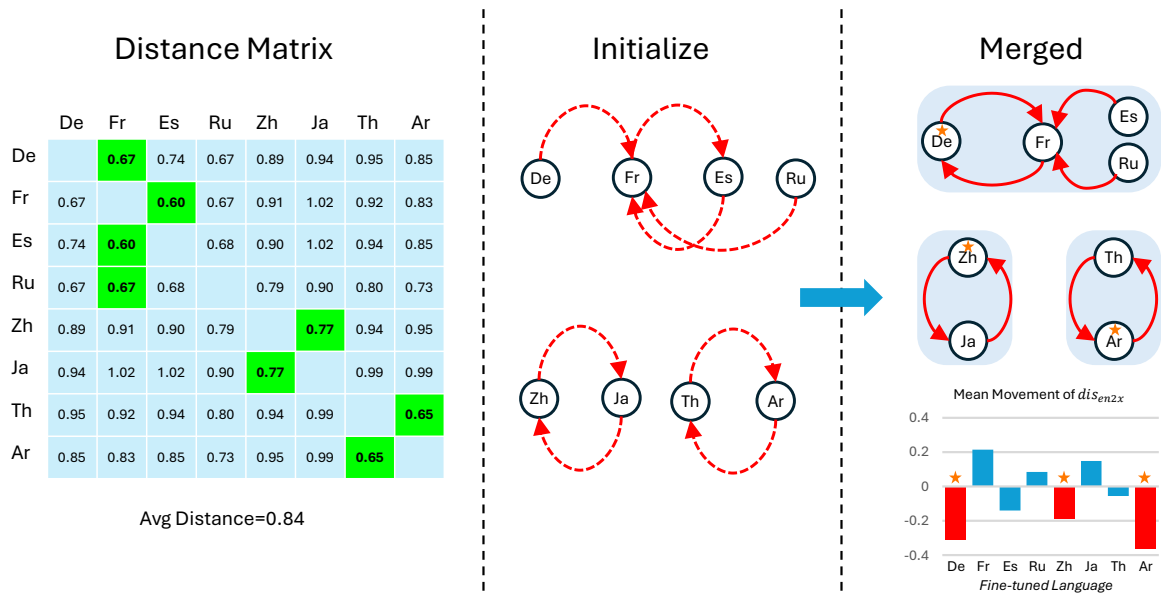 Distance Matrix
De Fr Es Ru Zh Ja Th Ar
De 0.67 0.74 0.67 0.89 0.94 0.95 0.85
Fr 0.67 0.60 0.67 0.91 1.02 0.92 0.83
Es 0.74 0.60 0.68 0.90 1.02 0.94 0.85
Ru 0.67 0.67 0.68 0.79 0.90 0.80 0.73
Zh 0.89 0.91 0.90 0.79 0.77 0.94 0.95
Ja 0.94 1.02 1.02 0.90 0.77 0.99 0.99
Th 0.95 0.92 0.94 0.80 0.94 0.99 0.65
Ar 0.85 0.83 0.85 0.73 0.95 0.99 0.65
Avg Distance=0.84
Initialize
De Fr Es Ru
Zh Ja Th Ar
Merged
Es
De Fr
Ru
Zh Th
Ja Ar
Mean Movement of dis_en2x
0.4
0.2
0
-0.2
-0.4
De Fr Es Ru Zh Ja Th Ar
Fine-tuned Language